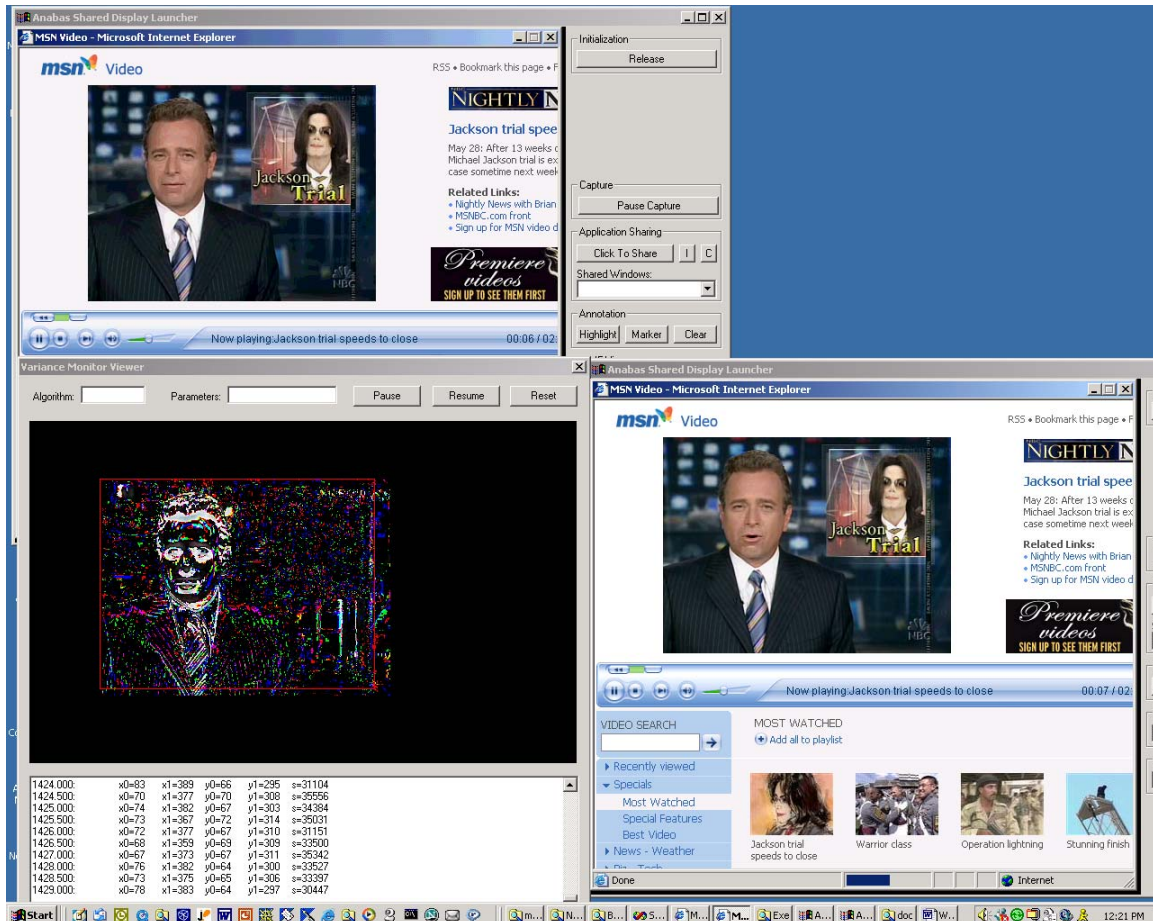 Anabas Shared Display Launcher
MSN Video - Microsoft Internet Explorer
msn Video
RSS • Bookmark this page • F
NIGHTLY N
Jackson trial spee
May 28: After 13 weeks o
Michael Jackson trial is ex
case sometime next week
Related Links:
• Nightly News with Brian
• MSNBC.com front
• Sign up for MSN video d
Jackson
Trial
NBC
Premiere
videos
SIGN UP TO SEE THEM FIRST
Now playing:Jackson trial speeds to close
00:06 / 02:
Initialization
Release
Capture
Pause Capture
Application Sharing
Click To Share
I
C
Shared Windows:
Annotation
Highlight
Marker
Clear
Variance Monitor Viewer
Algorithm:
Parameters:
Pause
Resume
Reset
1424.000: x0=83 x1=389 y0=66 y1=295 s=31104
1424.500: x0=70 x1=377 y0=70 y1=308 s=35556
1425.000: x0=74 x1=382 y0=67 y1=303 s=34384
1425.500: x0=73 x1=367 y0=72 y1=314 s=35031
1426.000: x0=72 x1=377 y0=67 y1=310 s=31151
1426.500: x0=68 x1=359 y0=69 y1=309 s=33500
1427.000: x0=67 x1=373 y0=67 y1=311 s=35342
1428.000: x0=76 x1=382 y0=64 y1=300 s=33527
1428.500: x0=73 x1=375 y0=65 y1=306 s=33397
1429.000: x0=78 x1=383 y0=64 y1=297 s=30447
Anabas Shared Display Launcher
MSN Video - Microsoft Internet Explorer
msn Video
RSS • Bookmark this page • F
NIGHTLY N
Jackson trial spee
May 28: After 13 weeks o
Michael Jackson trial is ex
case sometime next week
Related Links:
• Nightly News with Brian
• MSNBC.com front
• Sign up for MSN video d
Jackson
Trial
NBC
Premiere
videos
SIGN UP TO SEE THEM FIRST
Now playing:Jackson trial speeds to close
00:07 / 02:
VIDEO SEARCH
Recently viewed
Specials
Most Watched
Special Features
Best Video
News - Weather
MOST WATCHED
Add all to playlist
Jackson trial
speeds to close
Warrior class
Operation lightning
Stunning finish
Done
Internet
Start
m...
N...
B...
S...
M...
M...
Exe
A...
A...
doc
W...
12:21 PM